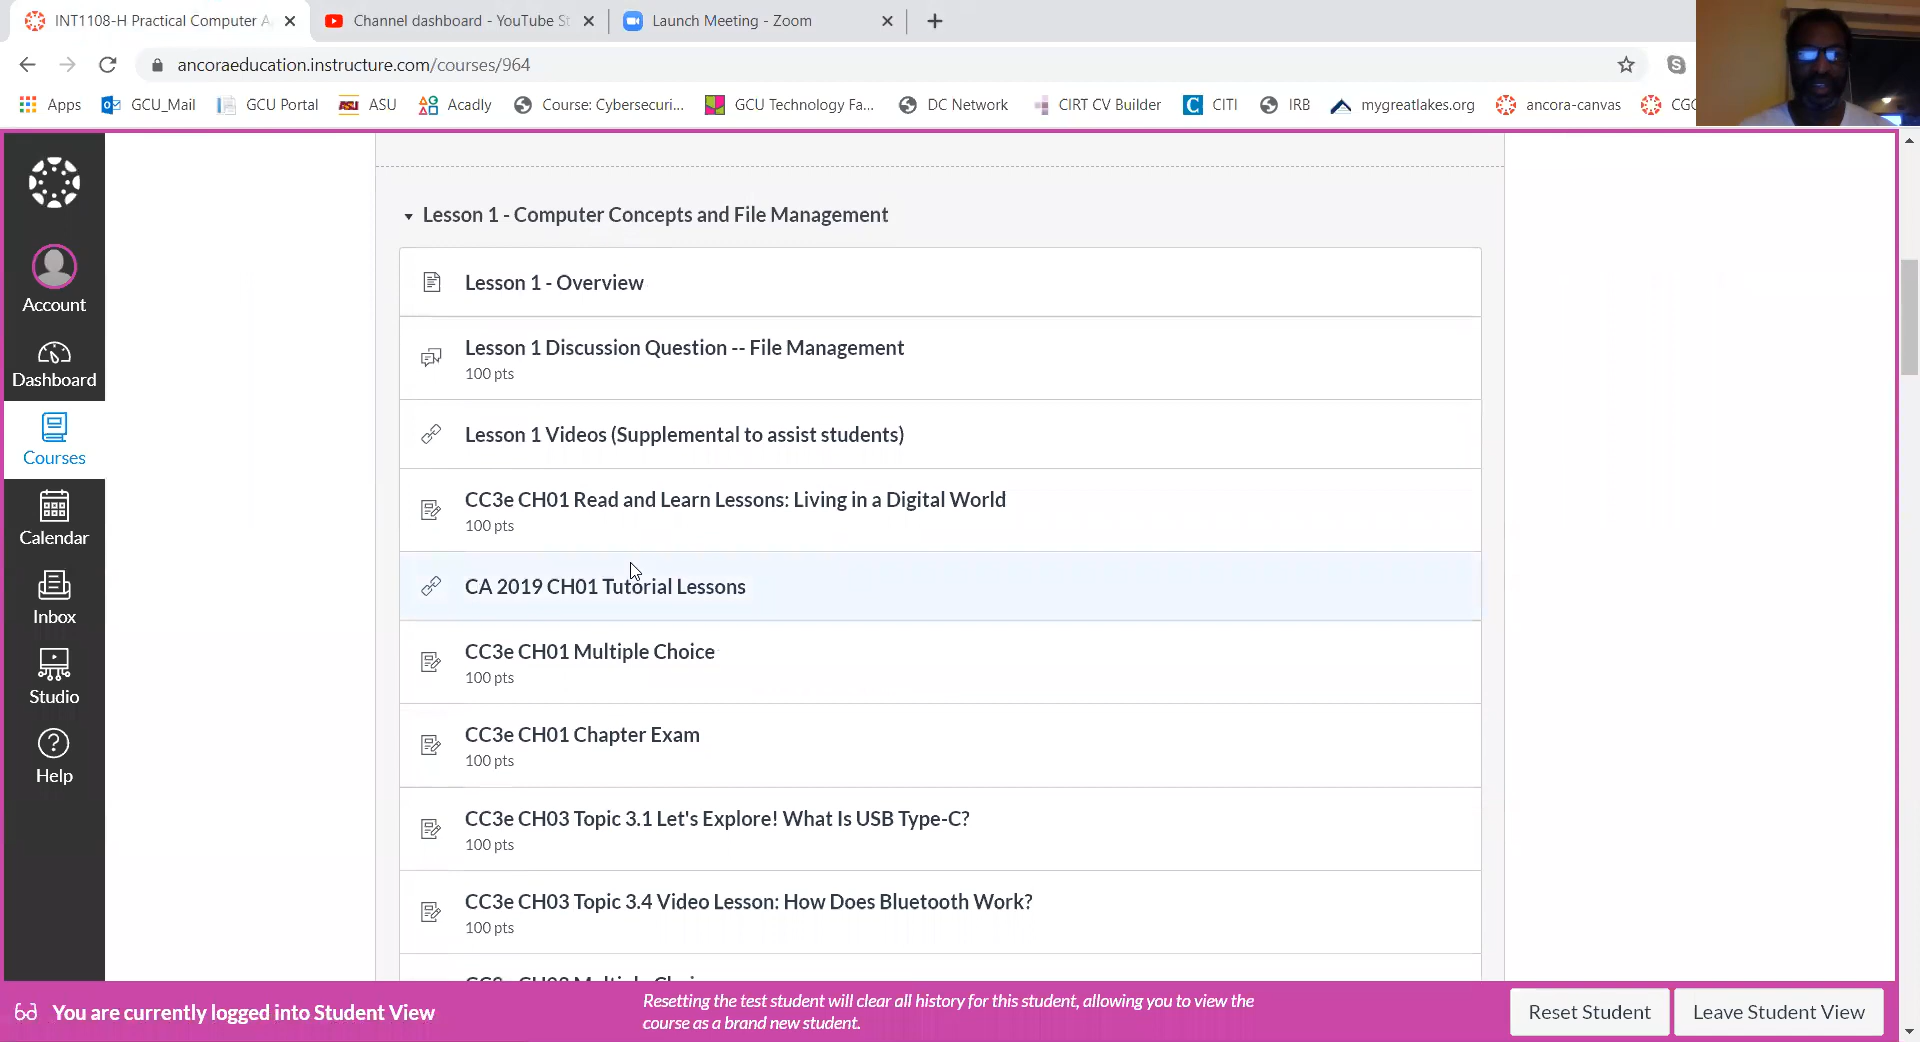 INT1108-H Practical Computer A
Channel dashboard - YouTube St
Launch Meeting - Zoom
ancoraeducation.instructure.com/courses/964
Apps
GCU_Mail
GCU Portal
ASU
Acadly
Course: Cybersecuri...
GCU Technology Fa...
DC Network
CIRT CV Builder
CITI
IRB
mygreatlakes.org
ancora-canvas
Account
Dashboard
Courses
Calendar
Inbox
Studio
Help
Lesson 1 - Computer Concepts and File Management
Lesson 1 - Overview
Lesson 1 Discussion Question -- File Management
100 pts
Lesson 1 Videos (Supplemental to assist students)
CC3e CH01 Read and Learn Lessons: Living in a Digital World
100 pts
CA 2019 CH01 Tutorial Lessons
CC3e CH01 Multiple Choice
100 pts
CC3e CH01 Chapter Exam
100 pts
CC3e CH03 Topic 3.1 Let's Explore! What Is USB Type-C?
100 pts
CC3e CH03 Topic 3.4 Video Lesson: How Does Bluetooth Work?
100 pts
You are currently logged into Student View
Resetting the test student will clear all history for this student, allowing you to view the
course as a brand new student.
Reset Student
Leave Student View